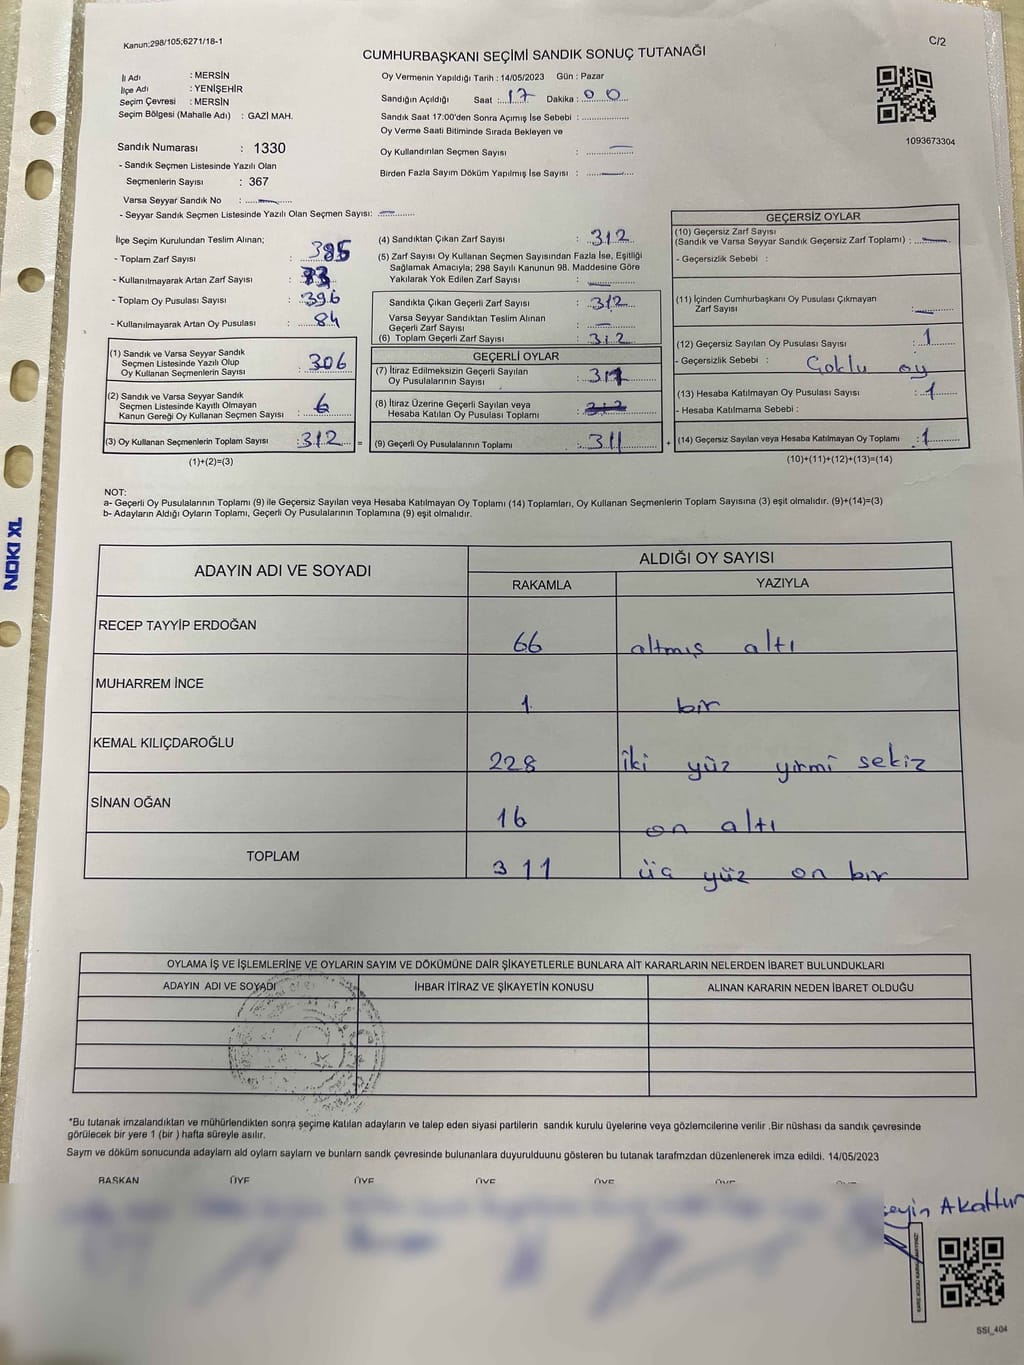 Kanun;298/105;6271/18-1
C/2
CUMHURBAŞKANI SEÇİMİ SANDIK SONUÇ TUTANAĞI
İl Adı : MERSİN
İlçe Adı : YENİŞEHİR
Seçim Çevresi : MERSİN
Seçim Bölgesi (Mahalle Adı) : GAZİ MAH.
Oy Vermenin Yapıldığı Tarih : 14/05/2023 Gün : Pazar
Sandığın Açıldığı Saat : 17 Dakika : 00
Sandık Saat 17:00'den Sonra Açımış İse Sebebi :
Oy Verme Saati Bitiminde Sırada Bekleyen ve
Oy Kullandırılan Seçmen Sayısı : —
Birden Fazla Sayım Döküm Yapılmış İse Sayısı : —
1093673304
Sandık Numarası : 1330
- Sandık Seçmen Listesinde Yazılı Olan
Seçmenlerin Sayısı : 367
Varsa Seyyar Sandık No : —
- Seyyar Sandık Seçmen Listesinde Yazılı Olan Seçmen Sayısı: —
İlçe Seçim Kurulundan Teslim Alınan;
- Toplam Zarf Sayısı : 395
- Kullanılmayarak Artan Zarf Sayısı : 83
- Toplam Oy Pusulası Sayısı : 396
- Kullanılmayarak Artan Oy Pusulası : 84
(1) Sandık ve Varsa Seyyar Sandık
Seçmen Listesinde Yazılı Olup
Oy Kullanan Seçmenlerin Sayısı 306
(2) Sandık ve Varsa Seyyar Sandık
Seçmen Listesinde Kayıtlı Olmayan
Kanun Gereği Oy Kullanan Seçmen Sayısı : 6
(3) Oy Kullanan Seçmenlerin Toplam Sayısı : 312 =
(1)+(2)=(3)
(4) Sandıktan Çıkan Zarf Sayısı : 312
(5) Zarf Sayısı Oy Kullanan Seçmen Sayısından Fazla İse, Eşitliği
Sağlamak Amacıyla; 298 Sayılı Kanunun 98. Maddesine Göre
Yakılarak Yok Edilen Zarf Sayısı : —
Sandıkta Çıkan Geçerli Zarf Sayısı : 312
Varsa Seyyar Sandıktan Teslim Alınan
Geçerli Zarf Sayısı : —
(6) Toplam Geçerli Zarf Sayısı : 312
GEÇERLİ OYLAR
(7) İtiraz Edilmeksizin Geçerli Sayılan
Oy Pusulalarının Sayısı : 311
(8) İtiraz Üzerine Geçerli Sayılan veya
Hesaba Katılan Oy Pusulası Toplamı :
(9) Geçerli Oy Pusulalarının Toplamı : 311 +
GEÇERSİZ OYLAR
(10) Geçersiz Zarf Sayısı
(Sandık ve Varsa Seyyar Sandık Geçersiz Zarf Toplamı) : —
- Geçersizlik Sebebi :
(11) İçinden Cumhurbaşkanı Oy Pusulası Çıkmayan
Zarf Sayısı : —
(12) Geçersiz Sayılan Oy Pusulası Sayısı : 1
- Geçersizlik Sebebi : Çoklu oy
(13) Hesaba Katılmayan Oy Pusulası Sayısı : 1
- Hesaba Katılmama Sebebi :
(14) Geçersiz Sayılan veya Hesaba Katılmayan Oy Toplamı : 1
(10)+(11)+(12)+(13)=(14)
NOT:
a- Geçerli Oy Pusulalarının Toplamı (9) ile Geçersiz Sayılan veya Hesaba Katılmayan Oy Toplamı (14) Toplamları, Oy Kullanan Seçmenlerin Toplam Sayısına (3) eşit olmalıdır. (9)+(14)=(3)
b- Adayların Aldığı Oyların Toplamı, Geçerli Oy Pusulalarının Toplamına (9) eşit olmalıdır.
NOKI XL
ADAYIN ADI VE SOYADI ALDIĞI OY SAYISI
RAKAMLA YAZIYLA
RECEP TAYYİP ERDOĞAN 66 altmış altı
MUHARREM İNCE 1 bir
KEMAL KILIÇDAROĞLU 228 iki yüz yirmi sekiz
SİNAN OĞAN 16 on altı
TOPLAM 311 üç yüz on bir
OYLAMA İŞ VE İŞLEMLERİNE VE OYLARIN SAYIM VE DÖKÜMÜNE DAİR ŞİKAYETLERLE BUNLARA AİT KARARLARIN NELERDEN İBARET BULUNDUKLARI
ADAYIN ADI VE SOYADI İHBAR İTİRAZ VE ŞİKAYETİN KONUSU ALINAN KARARIN NEDEN İBARET OLDUĞU
*Bu tutanak imzalandıktan ve mühürlendikten sonra seçime katılan adayların ve talep eden siyasi partilerin sandık kurulu üyelerine veya gözlemcilerine verilir .Bir nüshası da sandık çevresinde
görülecek bir yere 1 (bir ) hafta süreyle asılır.
Sayım ve döküm sonucunda adayların ald oyların sayların ve bunların sandk çevresinde bulunanlara duyurulduunu gösteren bu tutanak tarafmzdan düzenlenerek imza edildi. 14/05/2023
BAŞKAN ÜYE ÜYE ÜYE ÜYE ÜYE ÜYE
seyin Akattur
SSI_404